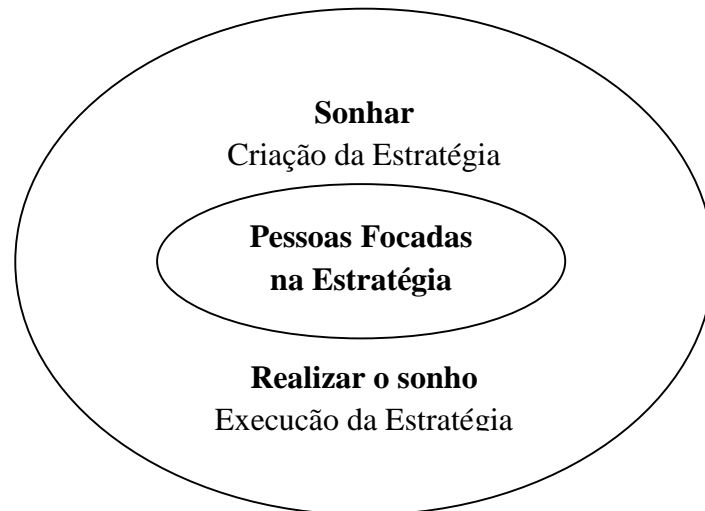 Sonhar
Criação da Estratégia
Pessoas Focadas
na Estratégia
Realizar o sonho
Execução da Estratégia